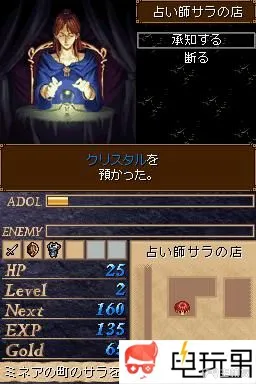 占い師サラの店
承知する
断る
クリスタルを
預かった。
ADOL
ENEMY
占い師サラの店
HP 25
Level 2
Next 160
EXP 135
Gold
ミネアの町のサラを
电玩男